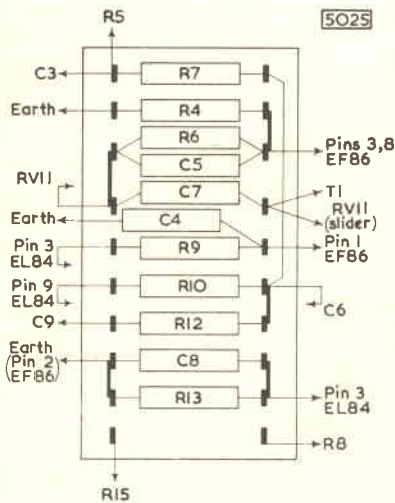 R5
5025
C3
R7
Earth
R4
R6
Pins 3,8
EF86
C5
RV11
C7
T1
RV11
(slider)
Earth
C4
Pin 1
EF86
Pin 3
EL84
R9
Pin 9
EL84
R10
C6
C9
R12
Earth
(Pin 2)
(EF86)
C8
R13
Pin 3
EL84
R8
R15